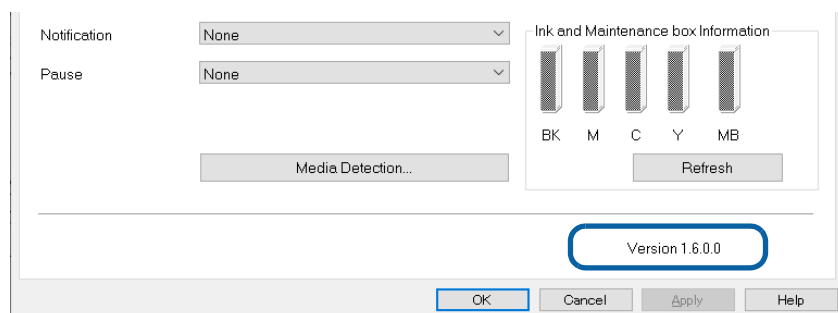 Notification None
Ink and Maintenance box Information
Pause None
BK M C Y MB
Media Detection... Refresh
Version 1.6.0.0
OK Cancel Apply Help